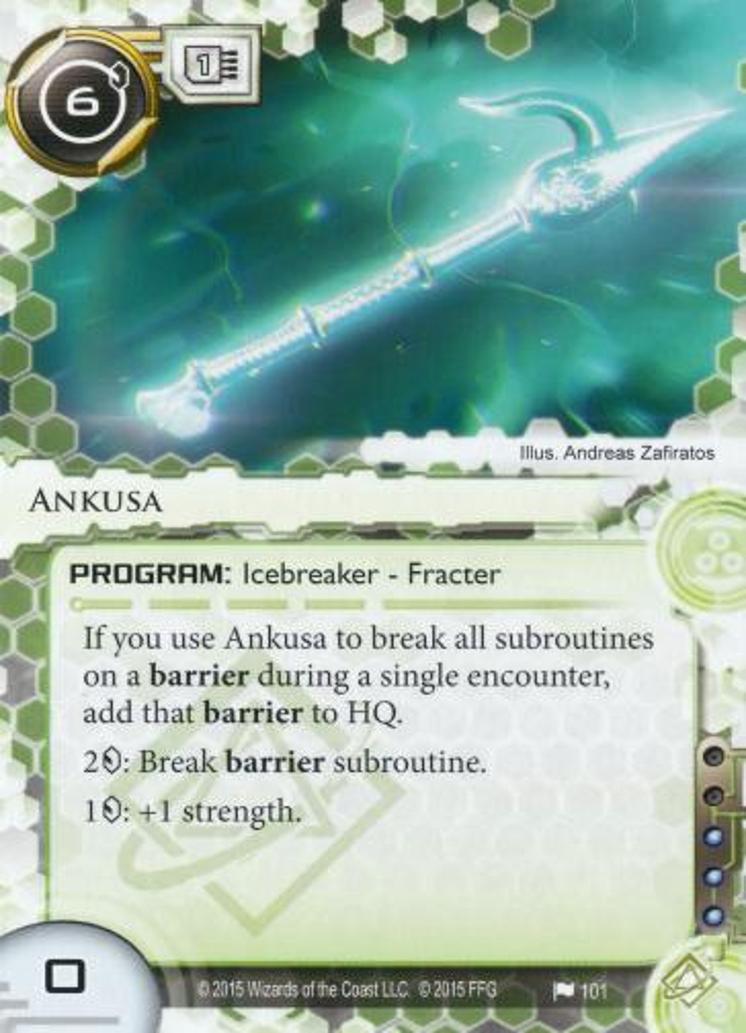 6
1
Illus. Andreas Zafiratos
ANKUSA
PROGRAM: Icebreaker - Fracter
If you use Ankusa to break all subroutines
on a barrier during a single encounter,
add that barrier to HQ.
2: Break barrier subroutine.
1: +1 strength.
0
© 2015 Wizards of the Coast LLC. © 2015 FFG
101